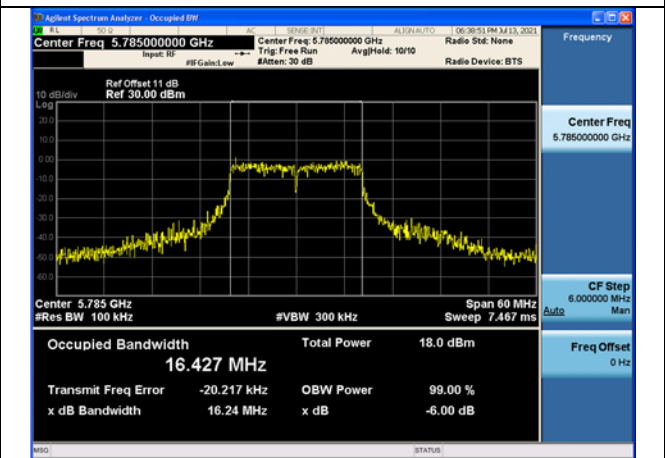 Agilent Spectrum Analyzer - Occupied BW
RL 50 Ω AC SENSE:INT ALIGN AUTO 06:38:51 PM Jul 13, 2021
Center Freq 5.785000000 GHz
Input: RF
#IFGain:Low
Center Freq: 5.785000000 GHz
Trig: Free Run Avg|Hold: 10/10
#Atten: 30 dB
Radio Std: None
Radio Device: BTS
Frequency
Ref Offset 11 dB
10 dB/div Ref 30.00 dBm
Log
20.0
10.0
0.00
-10.0
-20.0
-30.0
-40.0
-50.0
-60.0
Center Freq
5.785000000 GHz
Center 5.785 GHz Span 60 MHz
#Res BW 100 kHz #VBW 300 kHz Sweep 7.467 ms
CF Step
6.000000 MHz
Auto Man
Occupied Bandwidth Total Power 18.0 dBm
16.427 MHz
Transmit Freq Error -20.217 kHz OBW Power 99.00 %
x dB Bandwidth 16.24 MHz x dB -6.00 dB
Freq Offset
0 Hz
MSG STATUS